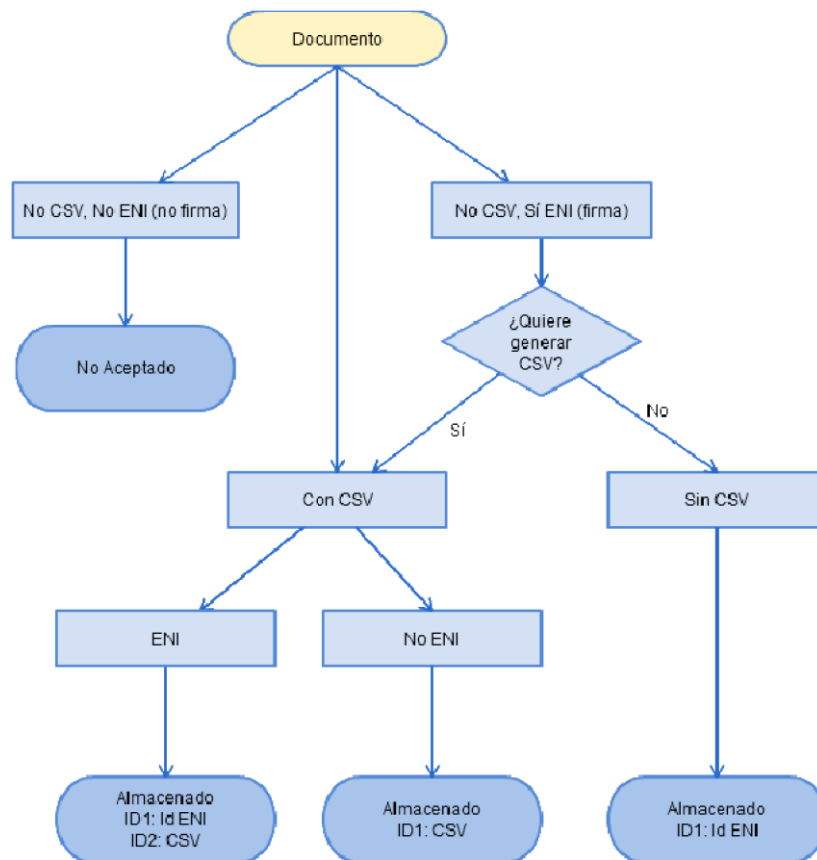 Documento
No CSV, No ENI (no firma)
No CSV, Sí ENI (firma)
¿Quiere
generar
CSV?
No Aceptado
No
Sí
Con CSV
Sin CSV
ENI
No ENI
Almacenado
ID1: Id ENI
ID2: CSV
Almacenado
ID1: CSV
Almacenado
ID1: Id ENI